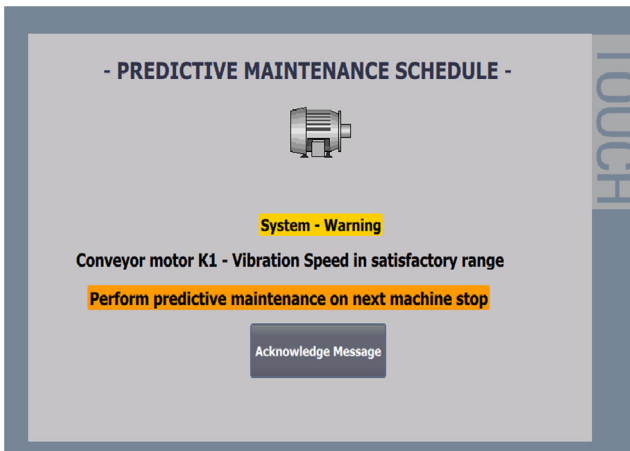 - PREDICTIVE MAINTENANCE SCHEDULE -
TOUCH
System - Warning
Conveyor motor K1 - Vibration Speed in satisfactory range
Perform predictive maintenance on next machine stop
Acknowledge Message